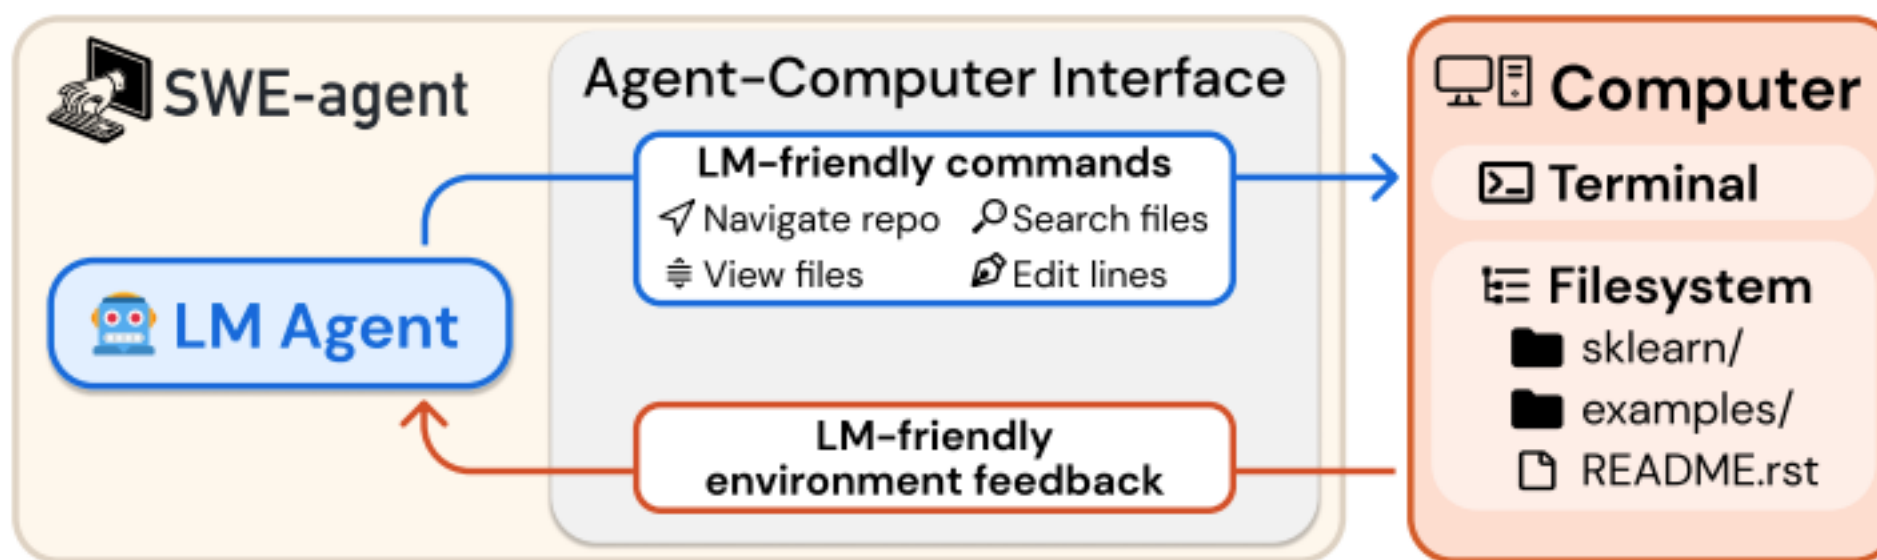 SWE-agent
Agent-Computer Interface
LM-friendly commands
Navigate repo
Search files
View files
Edit lines
LM Agent
LM-friendly
environment feedback
Computer
Terminal
Filesystem
sklearn/
examples/
README.rst